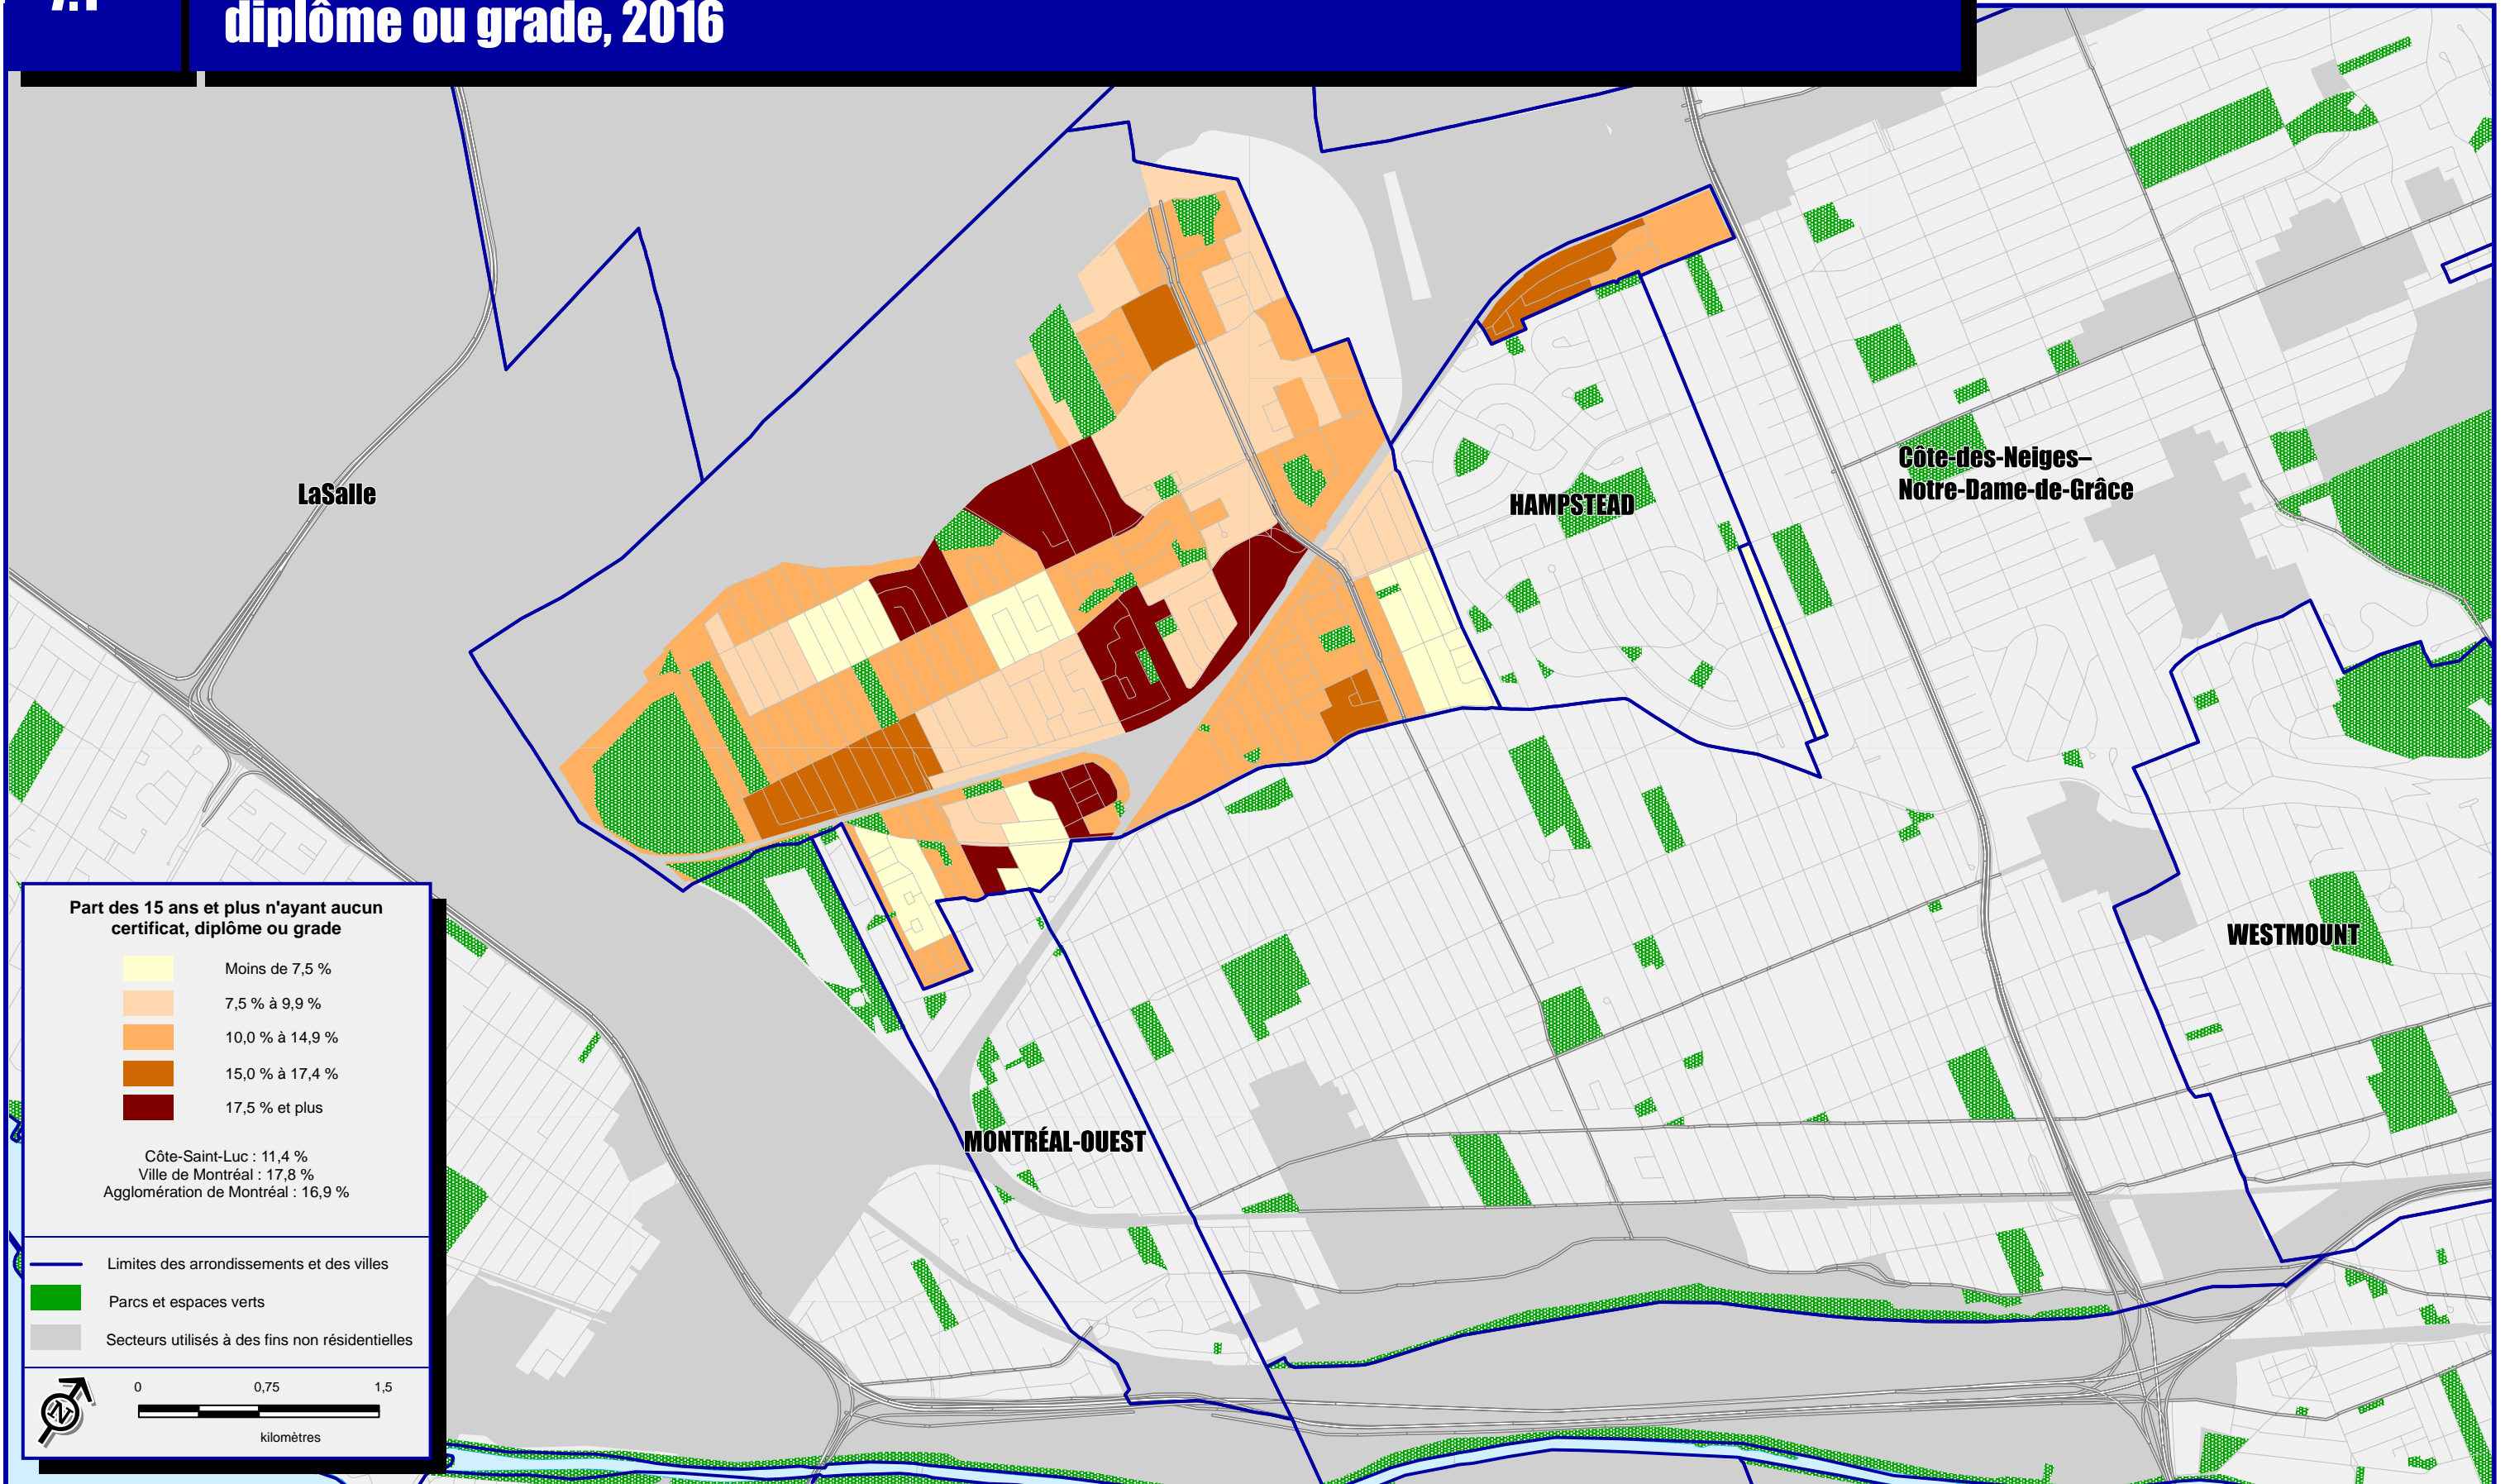 diplôme ou grade, 2016
LaSalle
HAMPSTEAD
Côte-des-Neiges–
Notre-Dame-de-Grâce
WESTMOUNT
MONTRÉAL-OUEST
Part des 15 ans et plus n'ayant aucun
certificat, diplôme ou grade
Moins de 7,5 %
7,5 % à 9,9 %
10,0 % à 14,9 %
15,0 % à 17,4 %
17,5 % et plus
Côte-Saint-Luc : 11,4 %
Ville de Montréal : 17,8 %
Agglomération de Montréal : 16,9 %
Limites des arrondissements et des villes
Parcs et espaces verts
Secteurs utilisés à des fins non résidentielles
N
0 0,75 1,5
kilomètres